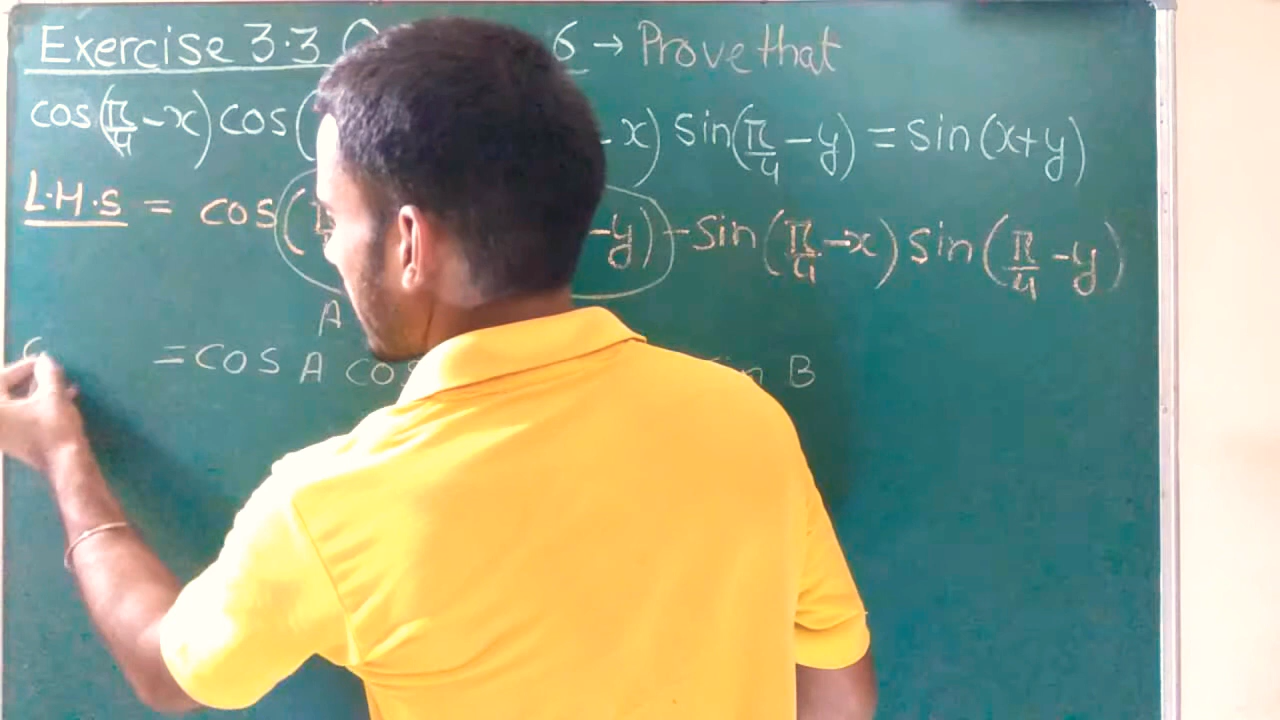 Exercise 3.3 6 → Prove that
cos(π/4-x) cos( -x) sin(π/4-y) = sin(x+y)
L.H.S = cos( -y) - sin(π/4-x) sin(π/4-y)
A
= cos A cos B